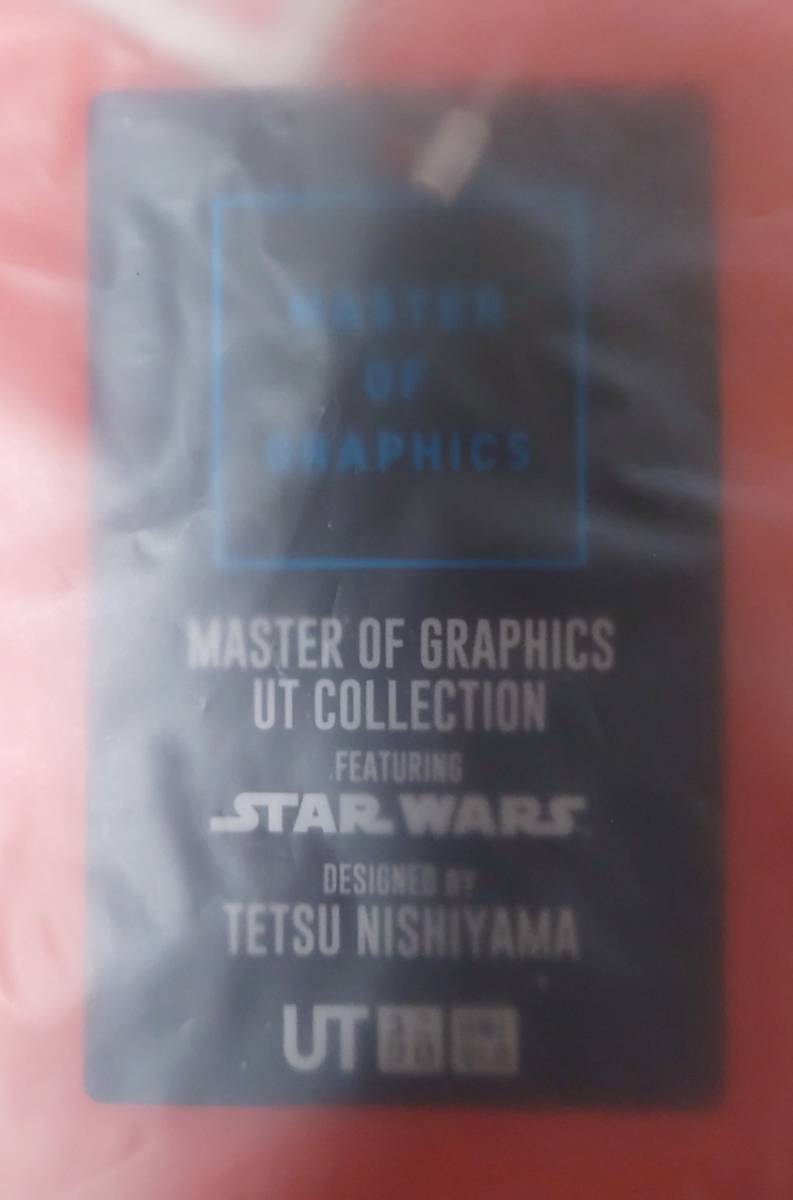 MASTER
OF
GRAPHICS
MASTER OF GRAPHICS
UT COLLECTION
FEATURING
STAR WARS
DESIGNED BY
TETSU NISHIYAMA
UT